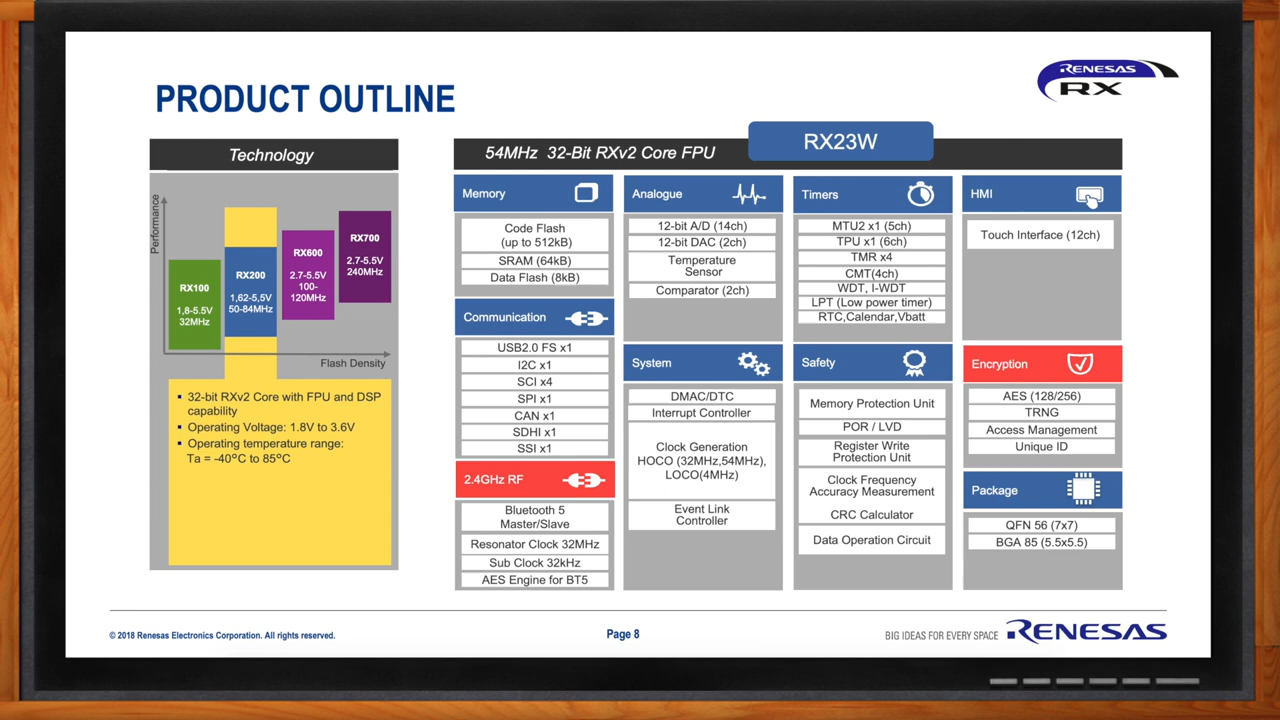 PRODUCT OUTLINE
RENESAS
RX
Technology
Performance
RX100
1,8-5.5V
32MHz
RX200
1,62-5,5V
50-84MHz
RX600
2.7-5.5V
100-
120MHz
RX700
2.7-5.5V
240MHz
Flash Density
▪ 32-bit RXv2 Core with FPU and DSP
capability
▪ Operating Voltage: 1.8V to 3.6V
▪ Operating temperature range:
Ta = -40°C to 85°C
54MHz 32-Bit RXv2 Core FPU
RX23W
Memory
Code Flash
(up to 512kB)
SRAM (64kB)
Data Flash (8kB)
Communication
USB2.0 FS x1
I2C x1
SCI x4
SPI x1
CAN x1
SDHI x1
SSI x1
2.4GHz RF
Bluetooth 5
Master/Slave
Resonator Clock 32MHz
Sub Clock 32kHz
AES Engine for BT5
Analogue
12-bit A/D (14ch)
12-bit DAC (2ch)
Temperature
Sensor
Comparator (2ch)
System
DMAC/DTC
Interrupt Controller
Clock Generation
HOCO (32MHz,54MHz),
LOCO(4MHz)
Event Link
Controller
Timers
MTU2 x1 (5ch)
TPU x1 (6ch)
TMR x4
CMT(4ch)
WDT, I-WDT
LPT (Low power timer)
RTC,Calendar,Vbatt
Safety
Memory Protection Unit
POR / LVD
Register Write
Protection Unit
Clock Frequency
Accuracy Measurement
CRC Calculator
Data Operation Circuit
HMI
Touch Interface (12ch)
Encryption
AES (128/256)
TRNG
Access Management
Unique ID
Package
QFN 56 (7x7)
BGA 85 (5.5x5.5)
© 2018 Renesas Electronics Corporation. All rights reserved.
Page 8
BIG IDEAS FOR EVERY SPACE
RENESAS